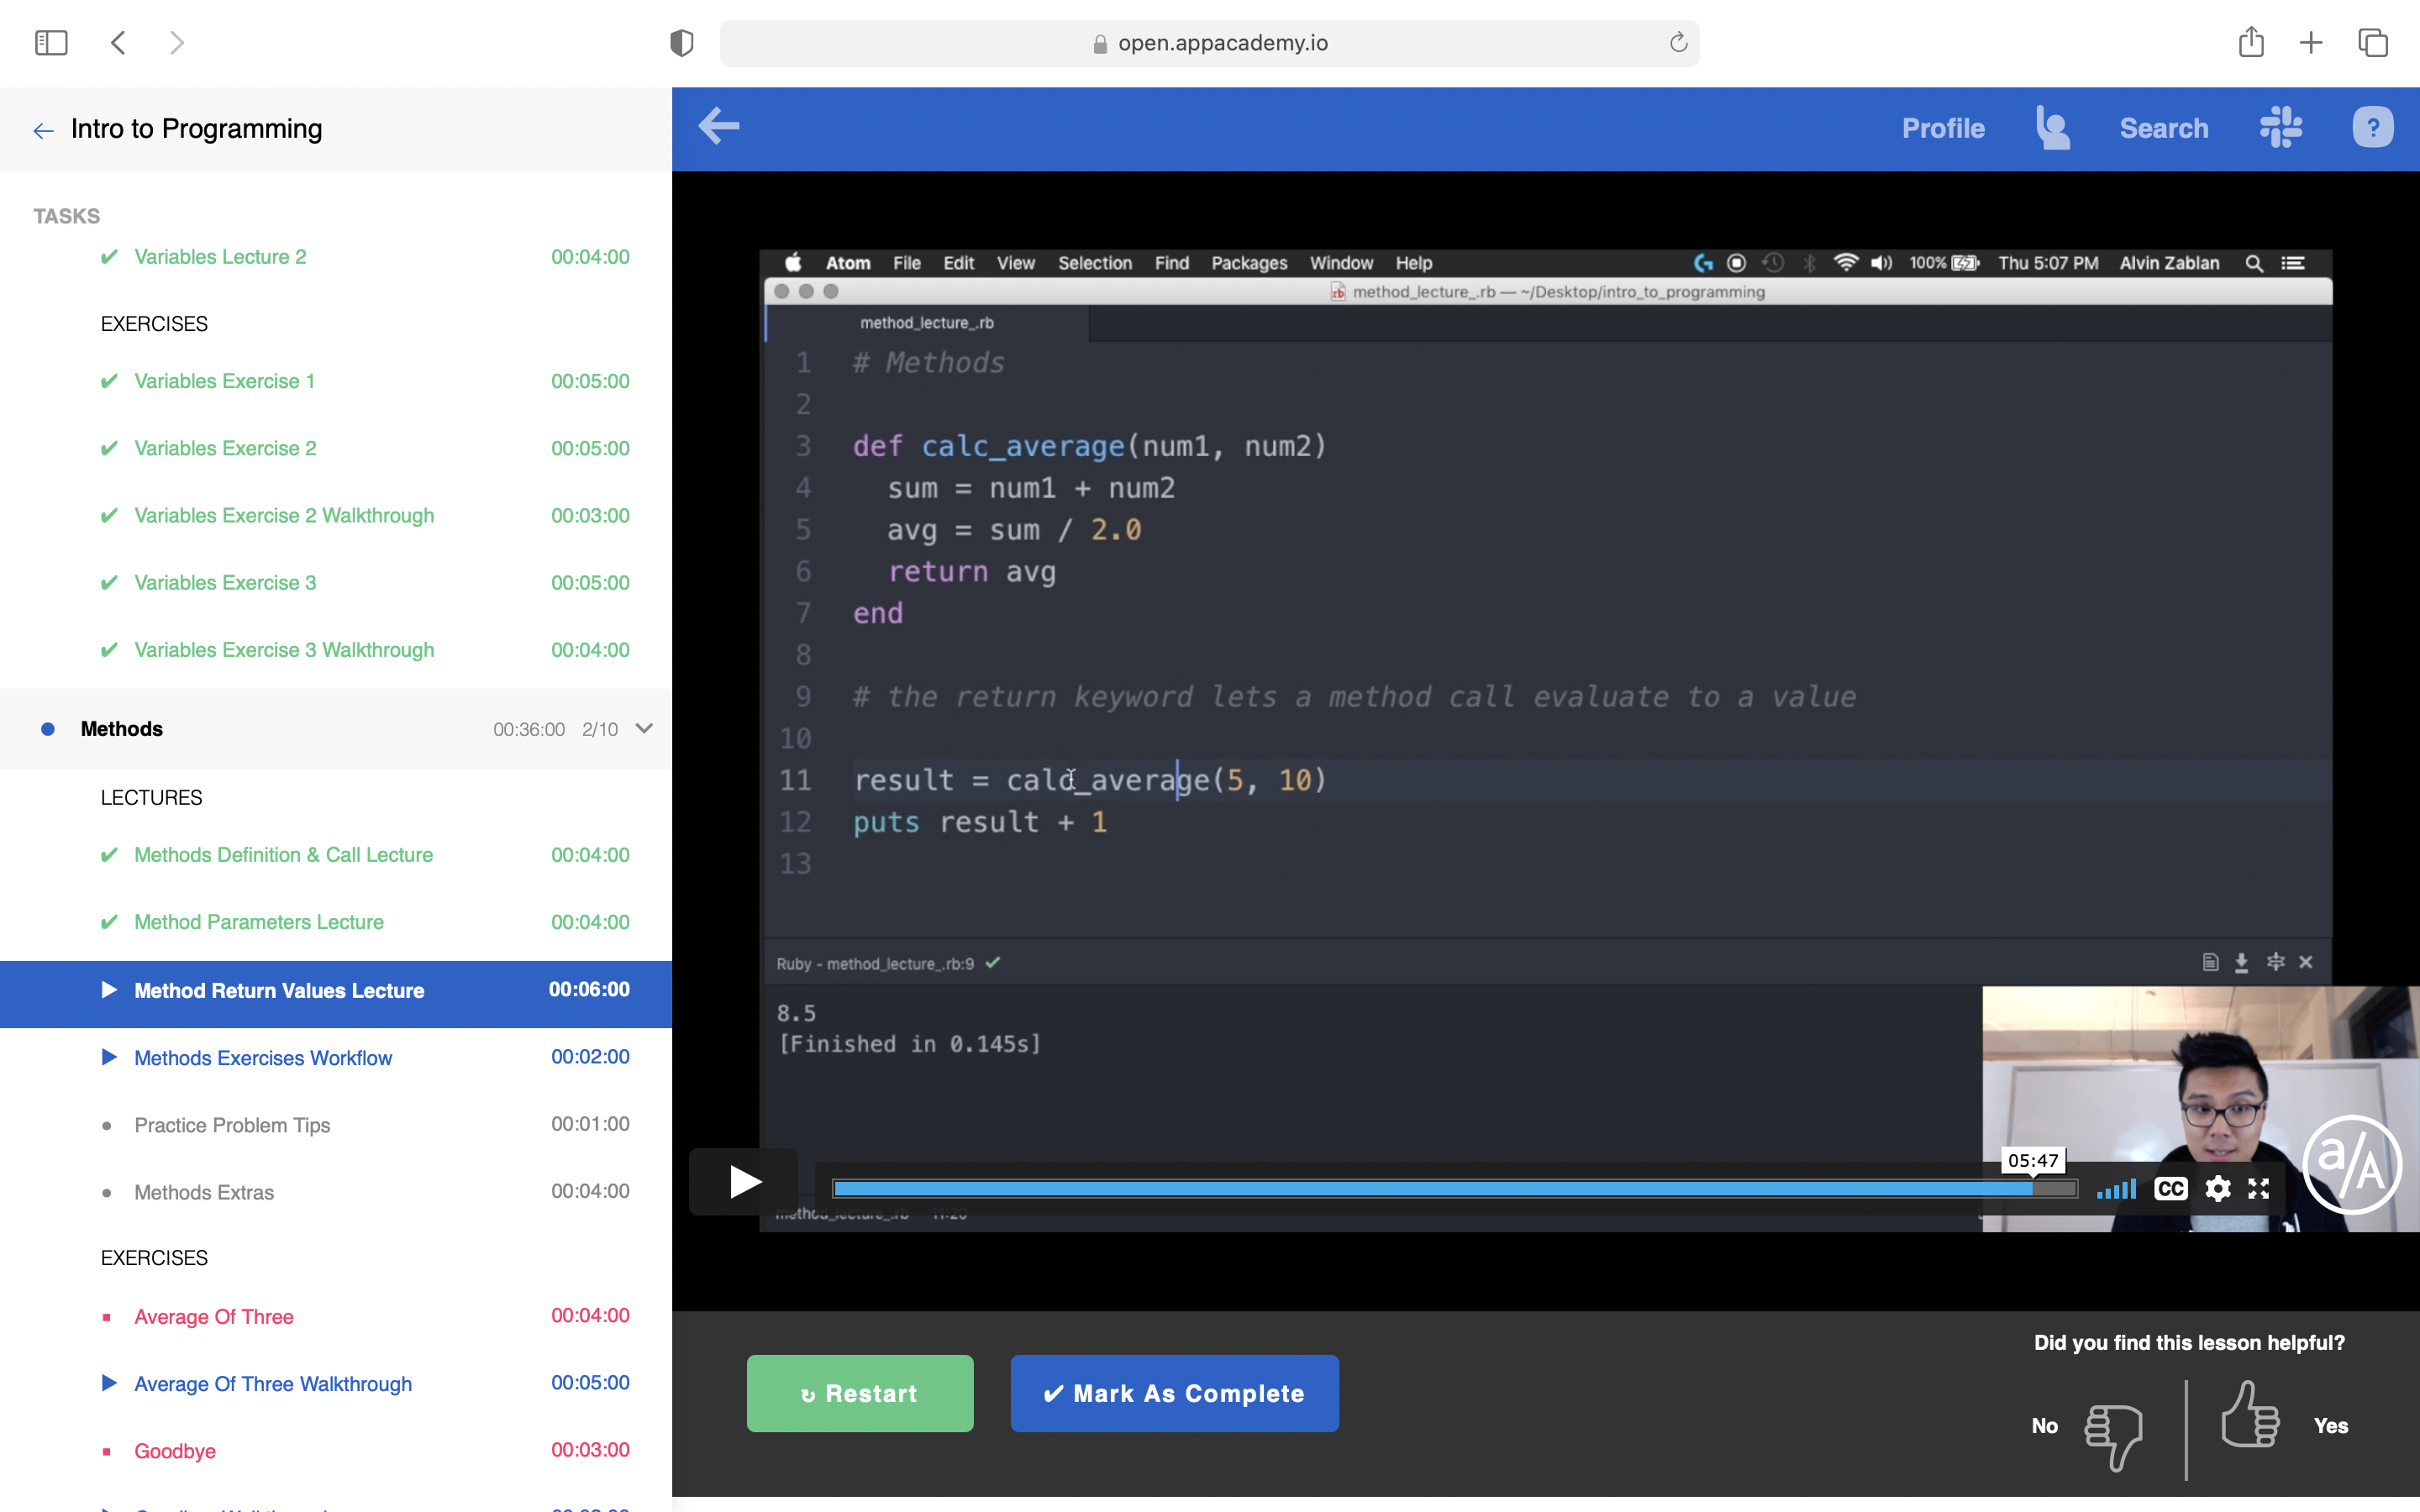 open.appacademy.io
Intro to Programming
Profile
Search
?
TASKS
Variables Lecture 2 00:04:00
EXERCISES
Variables Exercise 1 00:05:00
Variables Exercise 2 00:05:00
Variables Exercise 2 Walkthrough 00:03:00
Variables Exercise 3 00:05:00
Variables Exercise 3 Walkthrough 00:04:00
Methods 00:36:00 2/10
LECTURES
Methods Definition & Call Lecture 00:04:00
Method Parameters Lecture 00:04:00
Method Return Values Lecture 00:06:00
Methods Exercises Workflow 00:02:00
Practice Problem Tips 00:01:00
Methods Extras 00:04:00
EXERCISES
Average Of Three 00:04:00
Average Of Three Walkthrough 00:05:00
Goodbye 00:03:00
Atom File Edit View Selection Find Packages Window Help 100% Thu 5:07 PM Alvin Zablan
method_lecture_.rb — ~/Desktop/intro_to_programming
method_lecture_.rb
1 # Methods
2
3 def calc_average(num1, num2)
4 sum = num1 + num2
5 avg = sum / 2.0
6 return avg
7 end
8
9 # the return keyword lets a method call evaluate to a value
10
11 result = calc_average(5, 10)
12 puts result + 1
13
Ruby - method_lecture_.rb:9
8.5
[Finished in 0.145s]
05:47
CC
a/A
method_lecture_.rb 11:20
Restart
Mark As Complete
Did you find this lesson helpful?
No
Yes